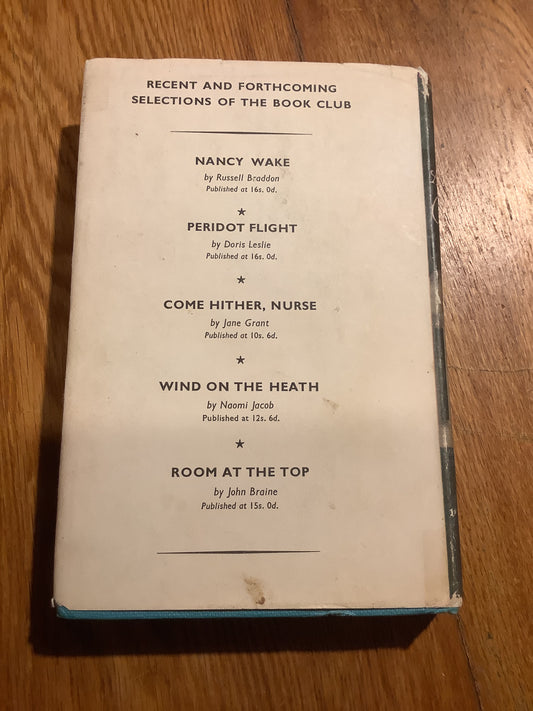 RECENT AND FORTHCOMING
SELECTIONS OF THE BOOK CLUB
NANCY WAKE
by Russell Braddon
Published at 16s. 0d.
★
PERIDOT FLIGHT
by Doris Leslie
Published at 16s. 0d.
★
COME HITHER, NURSE
by Jane Grant
Published at 10s. 6d.
★
WIND ON THE HEATH
by Naomi Jacob
Published at 12s. 6d.
★
ROOM AT THE TOP
by John Braine
Published at 15s. 0d.